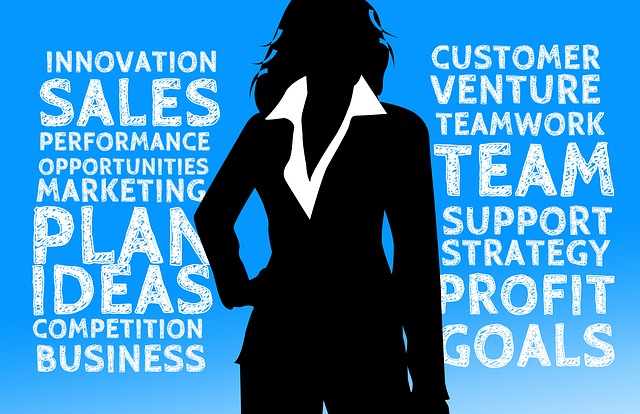 INNOVATION
SALES
PERFORMANCE
OPPORTUNITIES
MARKETING
PLAN
IDEAS
COMPETITION
BUSINESS
CUSTOMER
VENTURE
TEAMWORK
TEAM
SUPPORT
STRATEGY
PROFIT
GOALS